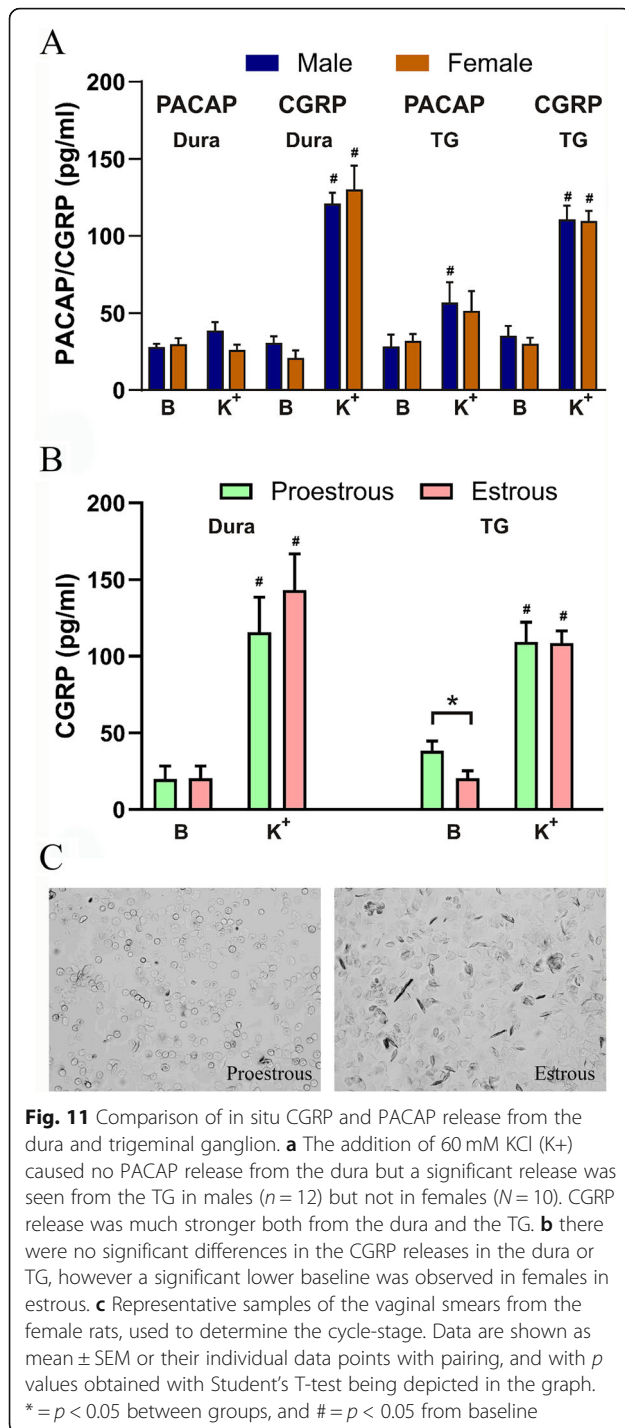 A
Male Female
PACAP CGRP PACAP CGRP
Dura Dura TG TG
PACAP/CGRP (pg/ml)
200
150
100
50
0
# # # # #
B K+ B K+ B K+ B K+
B
Proestrous Estrous
Dura TG
CGRP (pg/ml)
200
150
100
50
0
# # # #
*
B K+ B K+
C
Proestrous Estrous
Fig. 11 Comparison of in situ CGRP and PACAP release from the
dura and trigeminal ganglion. a The addition of 60 mM KCl (K+)
caused no PACAP release from the dura but a significant release was
seen from the TG in males (n = 12) but not in females (N = 10). CGRP
release was much stronger both from the dura and the TG. b there
were no significant differences in the CGRP releases in the dura or
TG, however a significant lower baseline was observed in females in
estrous. c Representative samples of the vaginal smears from the
female rats, used to determine the cycle-stage. Data are shown as
mean ± SEM or their individual data points with pairing, and with p
values obtained with Student's T-test being depicted in the graph.
* = p < 0.05 between groups, and # = p < 0.05 from baseline